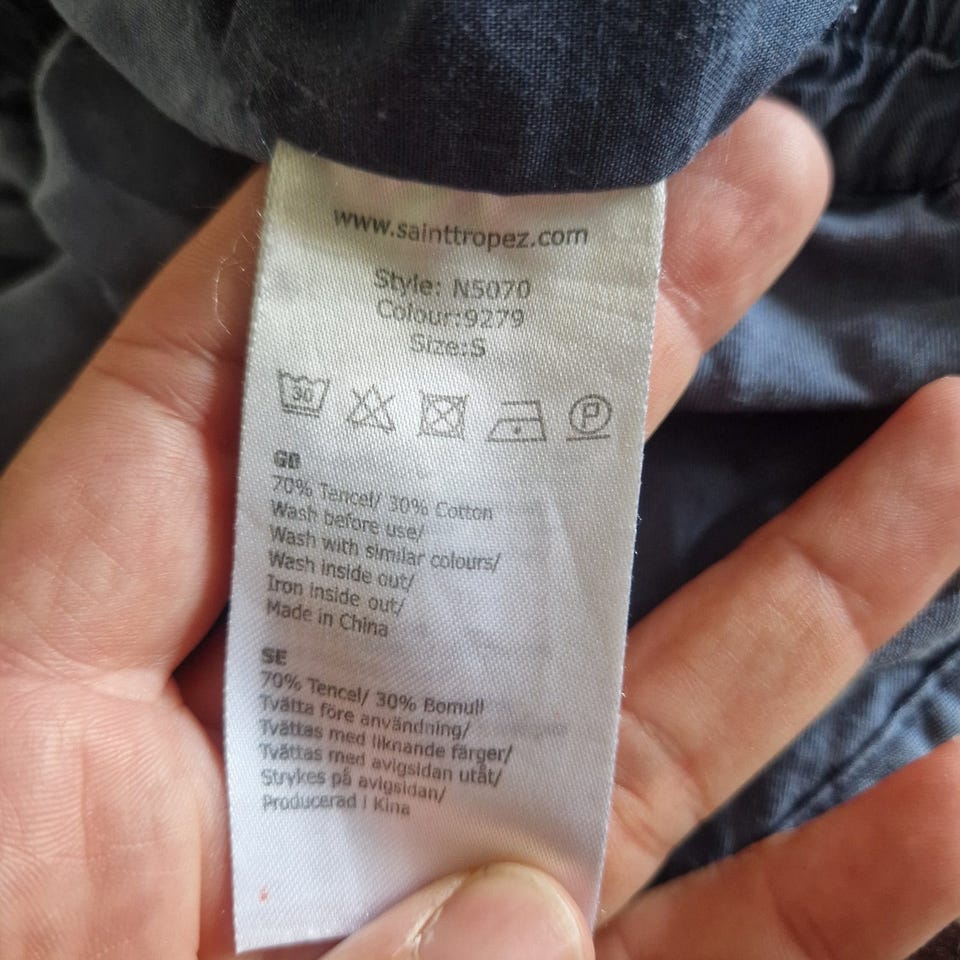 www.sainttropez.com
Style: N5070
Colour:9279
Size:S
30
P
GB
70% Tencel/ 30% Cotton
Wash before use/
Wash with similar colours/
Wash inside out/
Iron inside out/
Made in China
SE
70% Tencel/ 30% Bomull
Tvätta före användning/
Tvättas med liknande färger/
Tvättas med avigsidan utåt/
Strykes på avigsidan/
Producerad i Kina